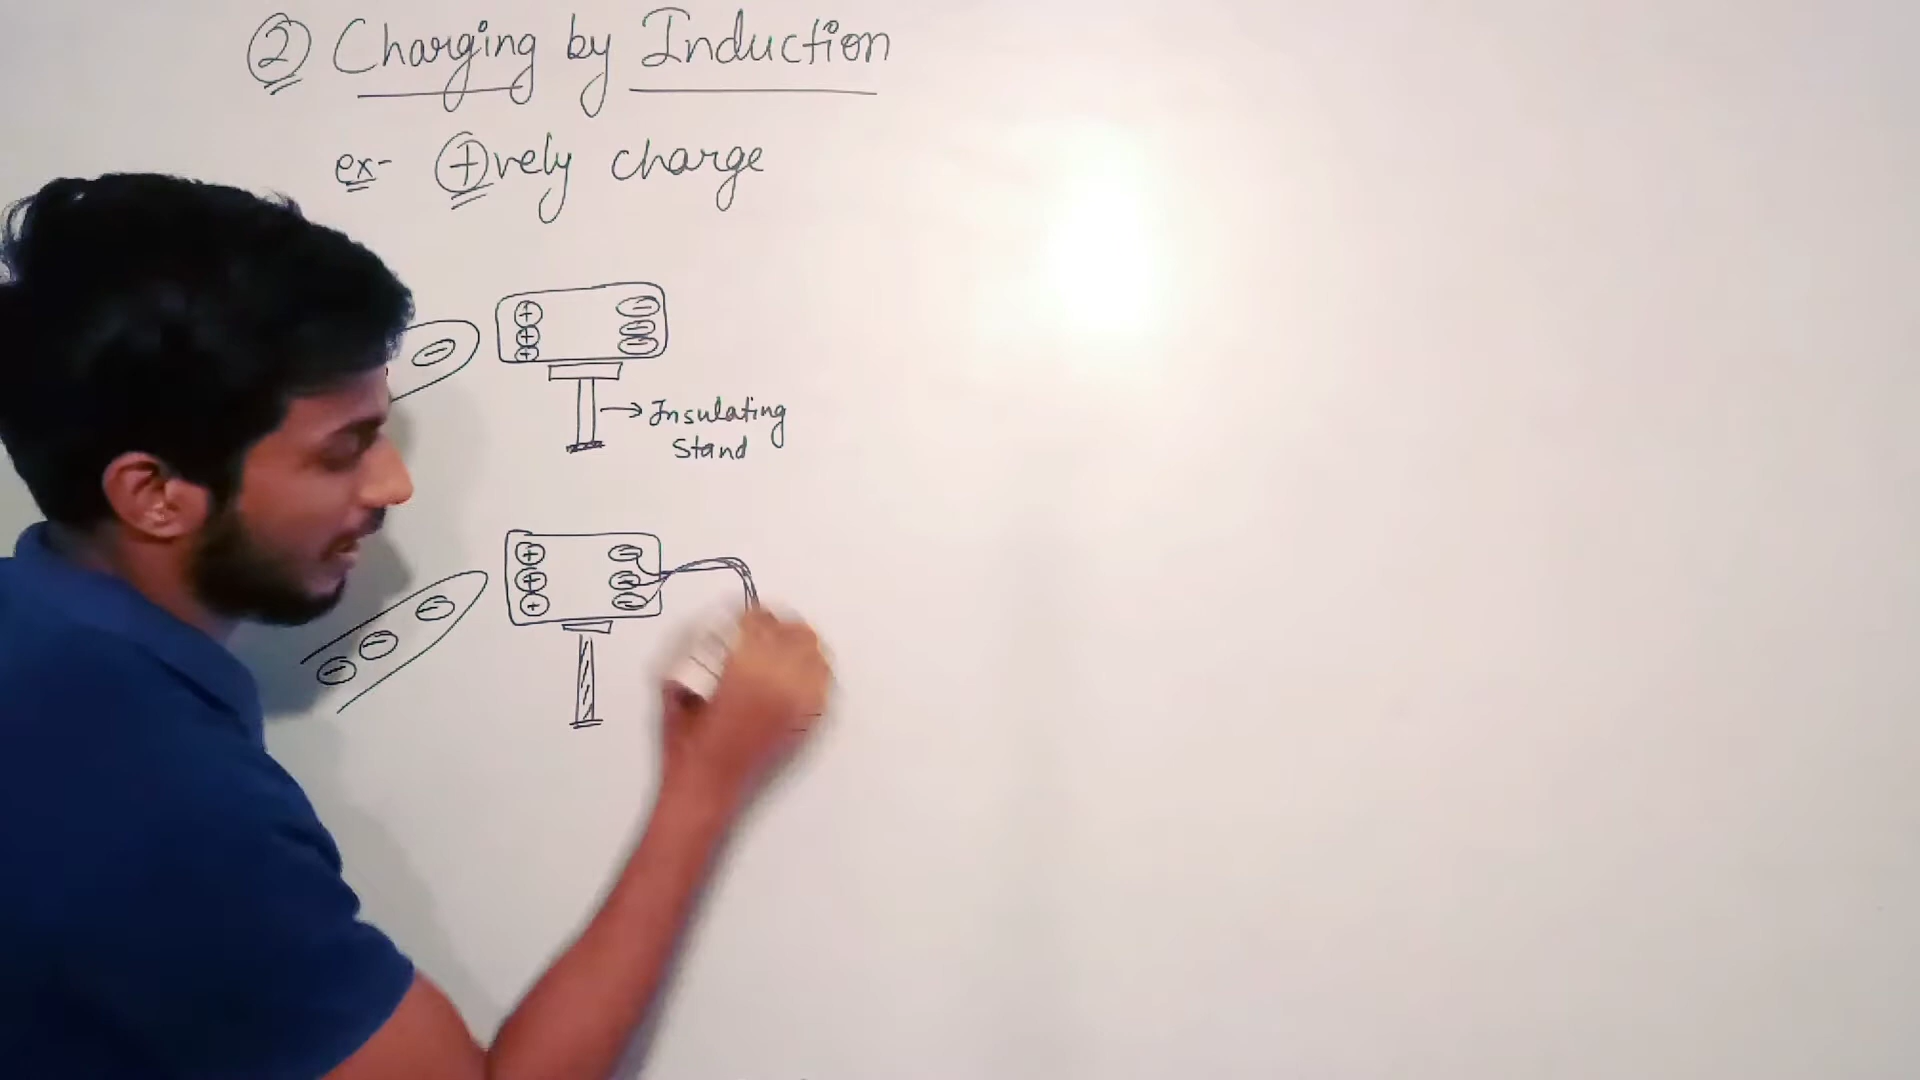 ② Charging by Induction
ex- ⊕vely charge
⊖ ⊕ ⊖
⊕ ⊖
⊕ ⊖
→ Insulating
Stand
⊕ ⊖
⊖ ⊕ ⊖
⊖ ⊕ ⊖
⊖